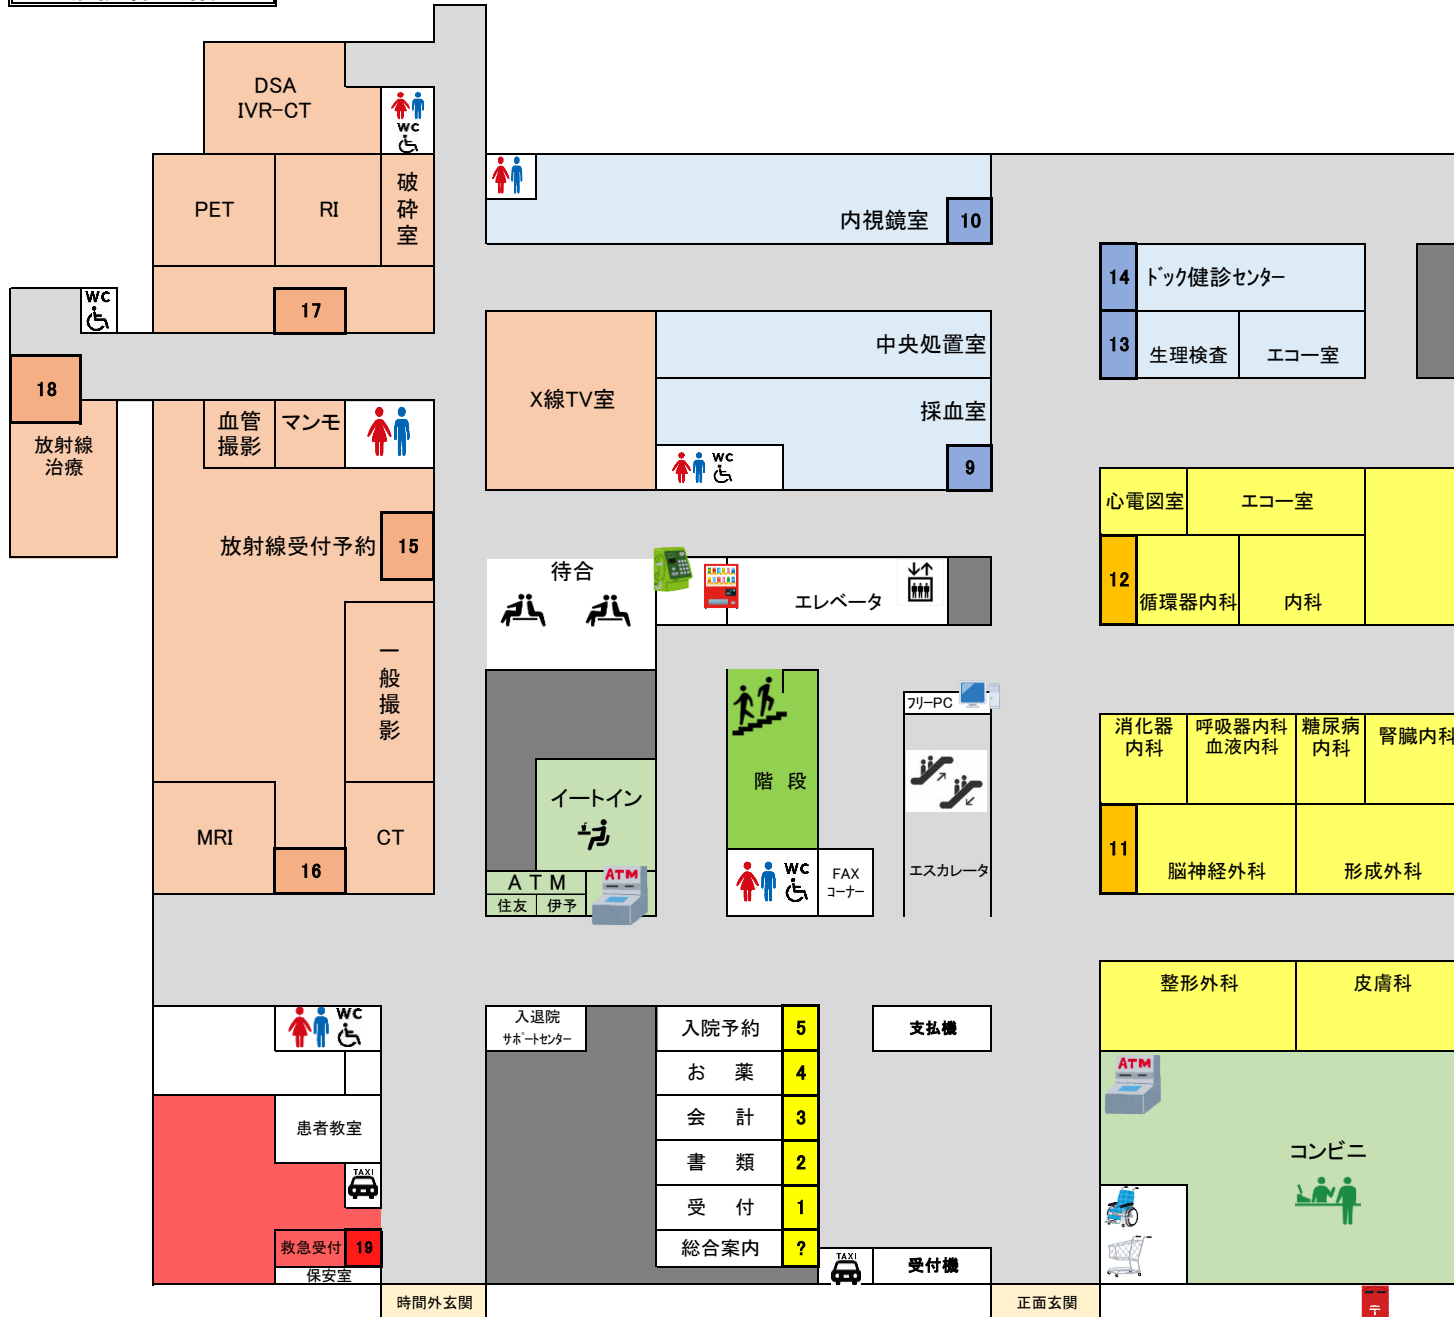 DSA
IVR-CT
WC
PET
RI
破
砕
室
内視鏡室
10
14
ドック健診センター
WC
17
13
生理検査
エコー室
中央処置室
X線TV室
採血室
18
血管
撮影
マンモ
放射線
治療
WC
9
心電図室
エコー室
放射線受付予約
15
待合
エレベータ
12
循環器内科
内科
一
般
撮
影
フリーPC
消化器
内科
呼吸器内科
血液内科
糖尿病
内科
腎臓内科
階 段
イートイン
MRI
CT
16
11
脳神経外科
形成外科
エスカレータ
WC
FAX
コーナー
ATM
ATM
住友
伊予
整形外科
皮膚科
WC
入退院
サポートセンター
入院予約
5
支払機
お 薬
4
ATM
会 計
3
患者教室
書 類
2
コンビニ
TAXI
受 付
1
救急受付
19
総合案内
?
TAXI
受付機
保安室
時間外玄関
正面玄関
〒